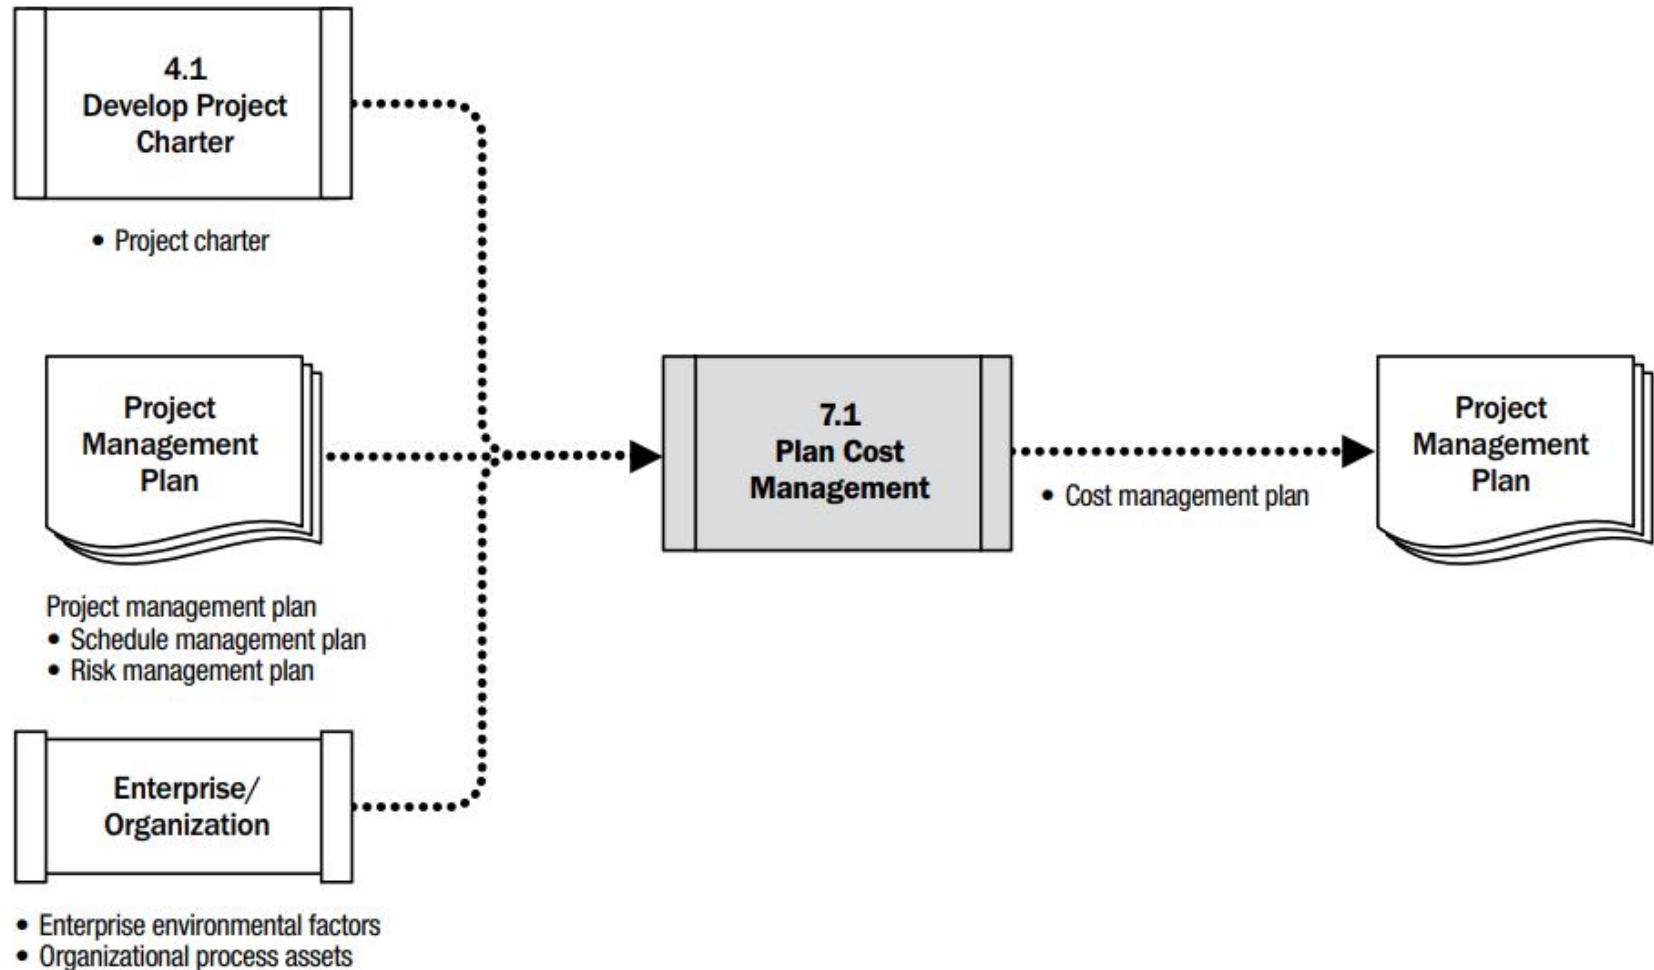 4.1
Develop Project
Charter
• Project charter
Project
Management
Plan
Project management plan
• Schedule management plan
• Risk management plan
Enterprise/
Organization
• Enterprise environmental factors
• Organizational process assets
7.1
Plan Cost
Management
• Cost management plan
Project
Management
Plan